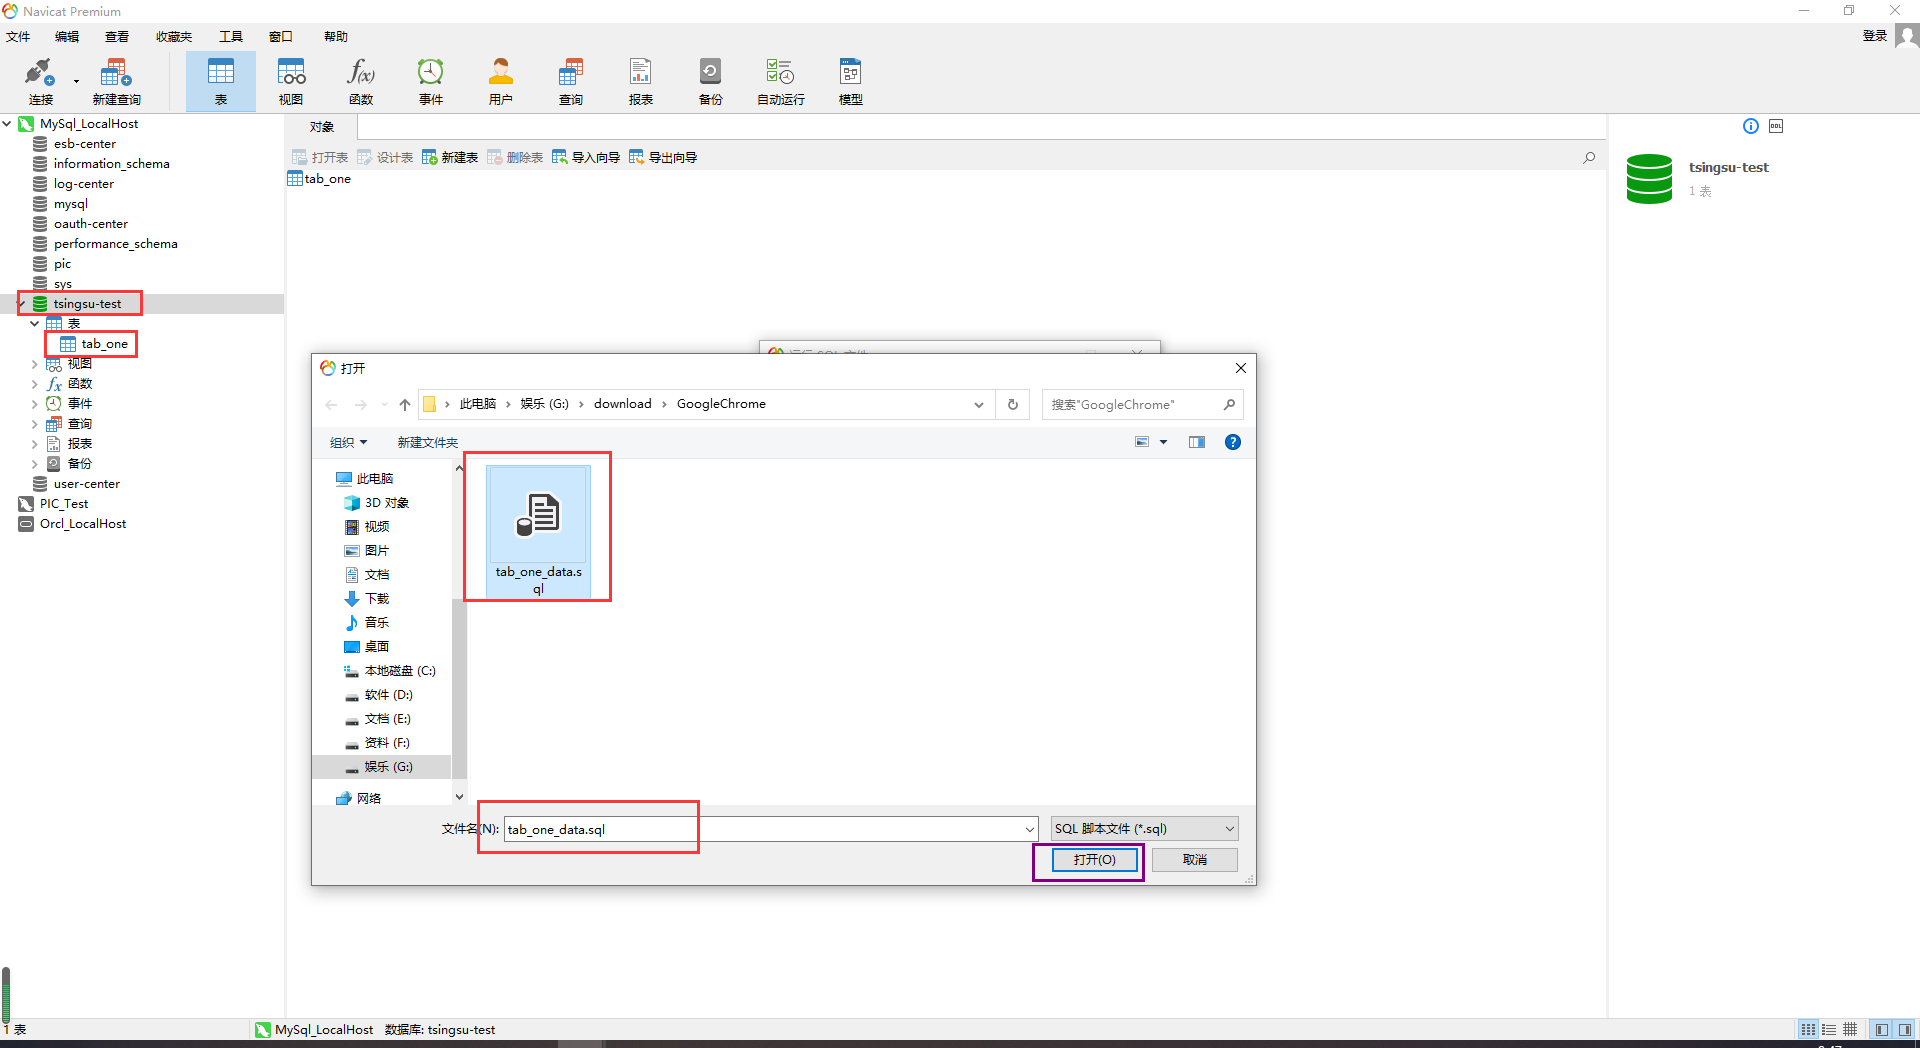 Navicat Premium
文件 编辑 查看 收藏夹 工具 窗口 帮助 登录
连接 新建查询 表 视图 函数 事件 用户 查询 报表 备份 自动运行 模型
MySql_LocalHost
esb-center
information_schema
log-center
mysql
oauth-center
performance_schema
pic
sys
tsingsu-test
表
tab_one
视图
函数
事件
查询
报表
备份
user-center
PIC_Test
Orcl_LocalHost
对象
打开表 设计表 新建表 删除表 导入向导 导出向导
tab_one
tsingsu-test
1 表
运行 SQL 文件
打开
此电脑 娱乐 (G:) download GoogleChrome
搜索"GoogleChrome"
组织 新建文件夹
此电脑
3D 对象
视频
图片
文档
下载
音乐
桌面
本地磁盘 (C:)
软件 (D:)
文档 (E:)
资料 (F:)
娱乐 (G:)
网络
tab_one_data.s
ql
文件名(N): tab_one_data.sql
SQL 脚本文件 (*.sql)
打开(O) 取消
1 表
MySql_LocalHost 数据库: tsingsu-test